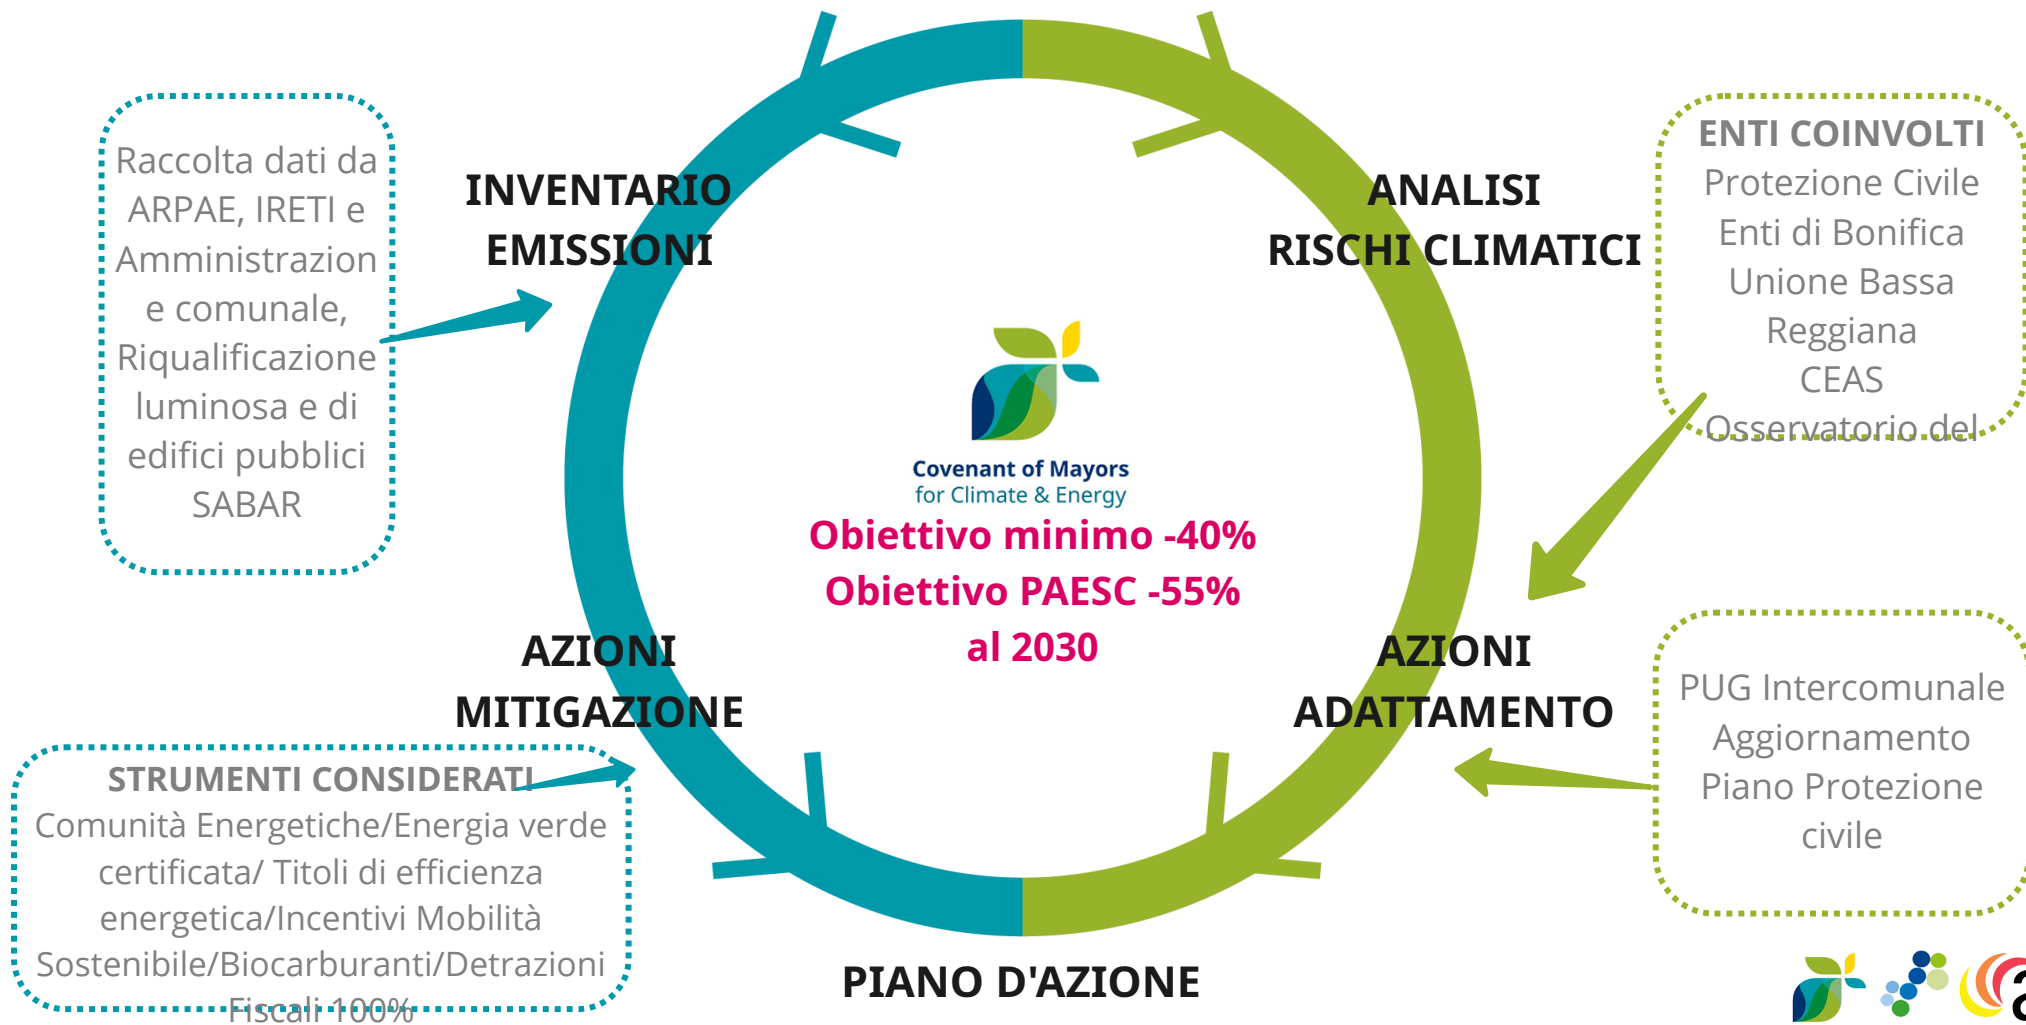 Raccolta dati da
ARPAE, IRETI e
Amministrazion
e comunale,
Riqualificazione
luminosa e di
edifici pubblici
SABAR
INVENTARIO
EMISSIONI
ANALISI
RISCHI CLIMATICI
ENTI COINVOLTI
Protezione Civile
Enti di Bonifica
Unione Bassa
Reggiana
CEAS
Osservatorio del
Covenant of Mayors
for Climate & Energy
Obiettivo minimo -40%
Obiettivo PAESC -55%
al 2030
AZIONI
MITIGAZIONE
AZIONI
ADATTAMENTO
STRUMENTI CONSIDERATI
Comunità Energetiche/Energia verde
certificata/ Titoli di efficienza
energetica/Incentivi Mobilità
Sostenibile/Biocarburanti/Detrazioni
Fiscali 100%
PUG Intercomunale
Aggiornamento
Piano Protezione
civile
PIANO D'AZIONE